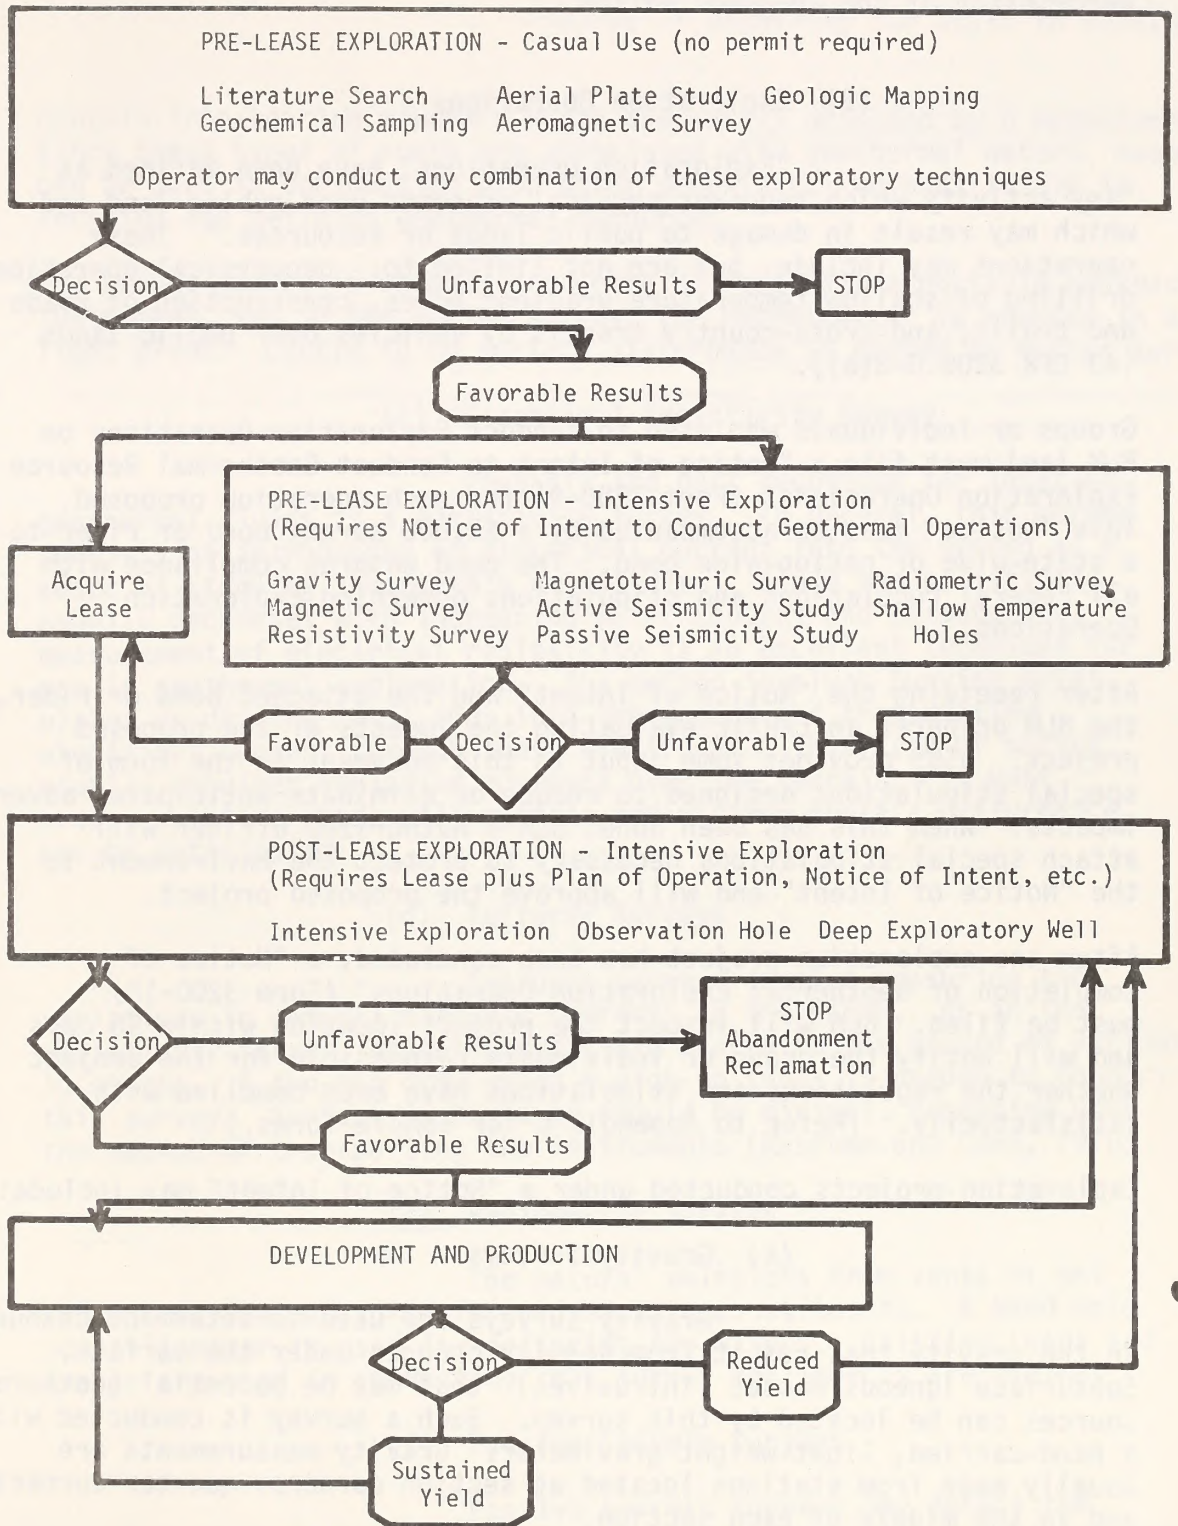 PRE-LEASE EXPLORATION - Casual Use (no permit required)
Literature Search Aerial Plate Study Geologic Mapping
Geochemical Sampling Aeromagnetic Survey
Operator may conduct any combination of these exploratory techniques
Decision
Unfavorable Results
STOP
Favorable Results
PRE-LEASE EXPLORATION - Intensive Exploration
(Requires Notice of Intent to Conduct Geothermal Operations)
Gravity Survey Magnetotelluric Survey Radiometric Survey
Magnetic Survey Active Seismicity Study Shallow Temperature
Resistivity Survey Passive Seismicity Study Holes
Acquire
Lease
Favorable
Decision
Unfavorable
STOP
POST-LEASE EXPLORATION - Intensive Exploration
(Requires Lease plus Plan of Operation, Notice of Intent, etc.)
Intensive Exploration Observation Hole Deep Exploratory Well
Decision
Unfavorable Results
STOP
Abandonment
Reclamation
Favorable Results
DEVELOPMENT AND PRODUCTION
Decision
Reduced
Yield
Sustained
Yield